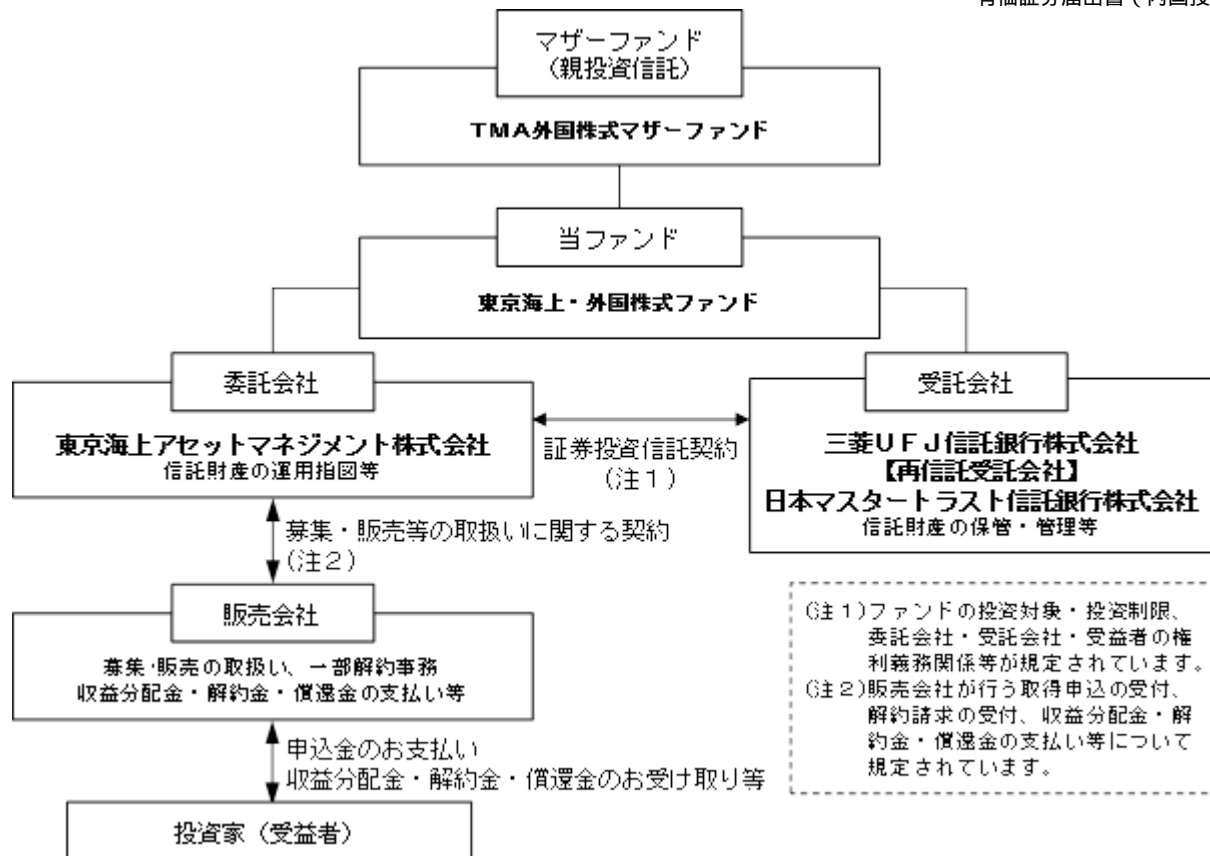 マザーファンド
（親投資信託）
ＴＭＡ外国株式マザーファンド
当ファンド
東京海上・外国株式ファンド
委託会社
東京海上アセットマネジメント株式会社
信託財産の運用指図等
証券投資信託契約
（注１）
受託会社
三菱ＵＦＪ信託銀行株式会社
【再信託受託会社】
日本マスタートラスト信託銀行株式会社
信託財産の保管・管理等
募集・販売等の取扱いに関する契約
（注２）
販売会社
募集・販売の取扱い、一部解約事務
収益分配金・解約金・償還金の支払い等
申込金のお支払い
収益分配金・解約金・償還金のお受け取り等
投資家（受益者）
（注１）ファンドの投資対象・投資制限、
委託会社・受託会社・受益者の権
利義務関係等が規定されています。
（注２）販売会社が行う取得申込の受付、
解約請求の受付、収益分配金・解
約金・償還金の支払い等について
規定されています。